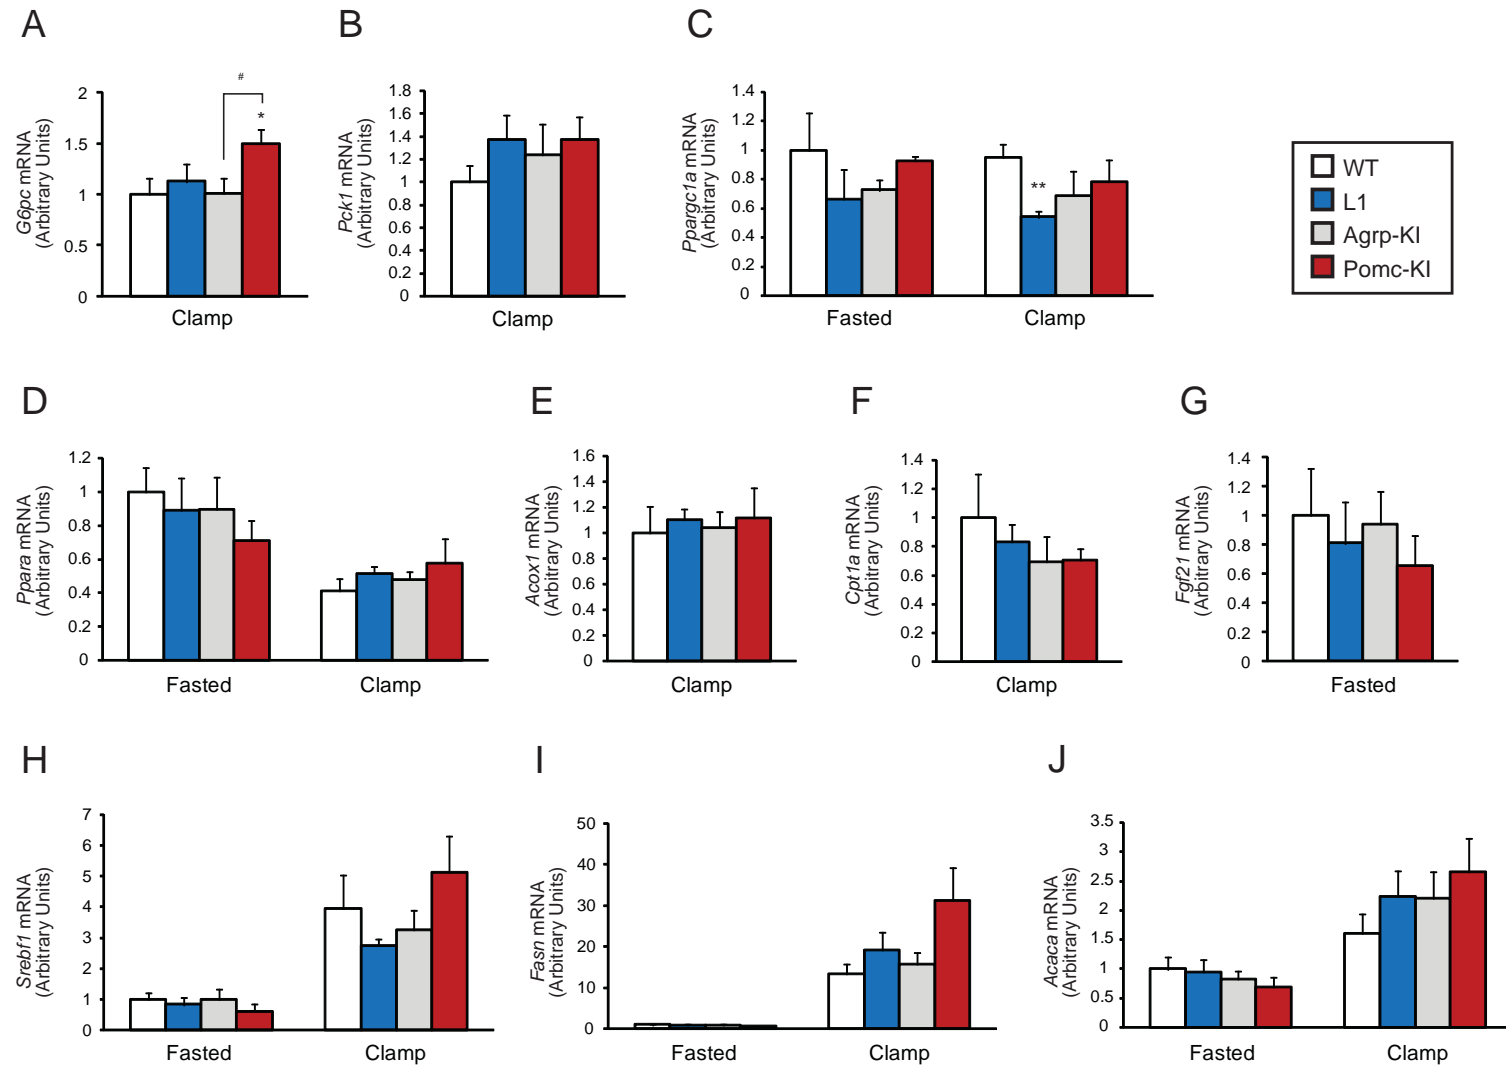 A
G6pc mRNA
(Arbitrary Units)
2
1.5
1
0.5
0
#
*
Clamp
B
Pck1 mRNA
(Arbitrary Units)
1.8
1.6
1.4
1.2
1
0.8
0.6
0.4
0.2
0
Clamp
C
Ppargc1a mRNA
(Arbitrary Units)
1.4
1.2
1
0.8
0.6
0.4
0.2
0
**
Fasted
Clamp
WT
L1
Agrp-KI
Pomc-KI
D
Ppara mRNA
(Arbitrary Units)
1.2
1
0.8
0.6
0.4
0.2
0
Fasted
Clamp
E
Acox1 mRNA
(Arbitrary Units)
1.6
1.4
1.2
1
0.8
0.6
0.4
0.2
0
Clamp
F
Cpt1a mRNA
(Arbitrary Units)
1.4
1.2
1
0.8
0.6
0.4
0.2
0
Clamp
G
Fgf21 mRNA
(Arbitrary Units)
1.4
1.2
1
0.8
0.6
0.4
0.2
0
Fasted
H
Srebf1 mRNA
(Arbitrary Units)
7
6
5
4
3
2
1
0
Fasted
Clamp
I
Fasn mRNA
(Arbitrary Units)
50
40
30
20
10
0
Fasted
Clamp
J
Acaca mRNA
(Arbitrary Units)
3.5
3
2.5
2
1.5
1
0.5
0
Fasted
Clamp